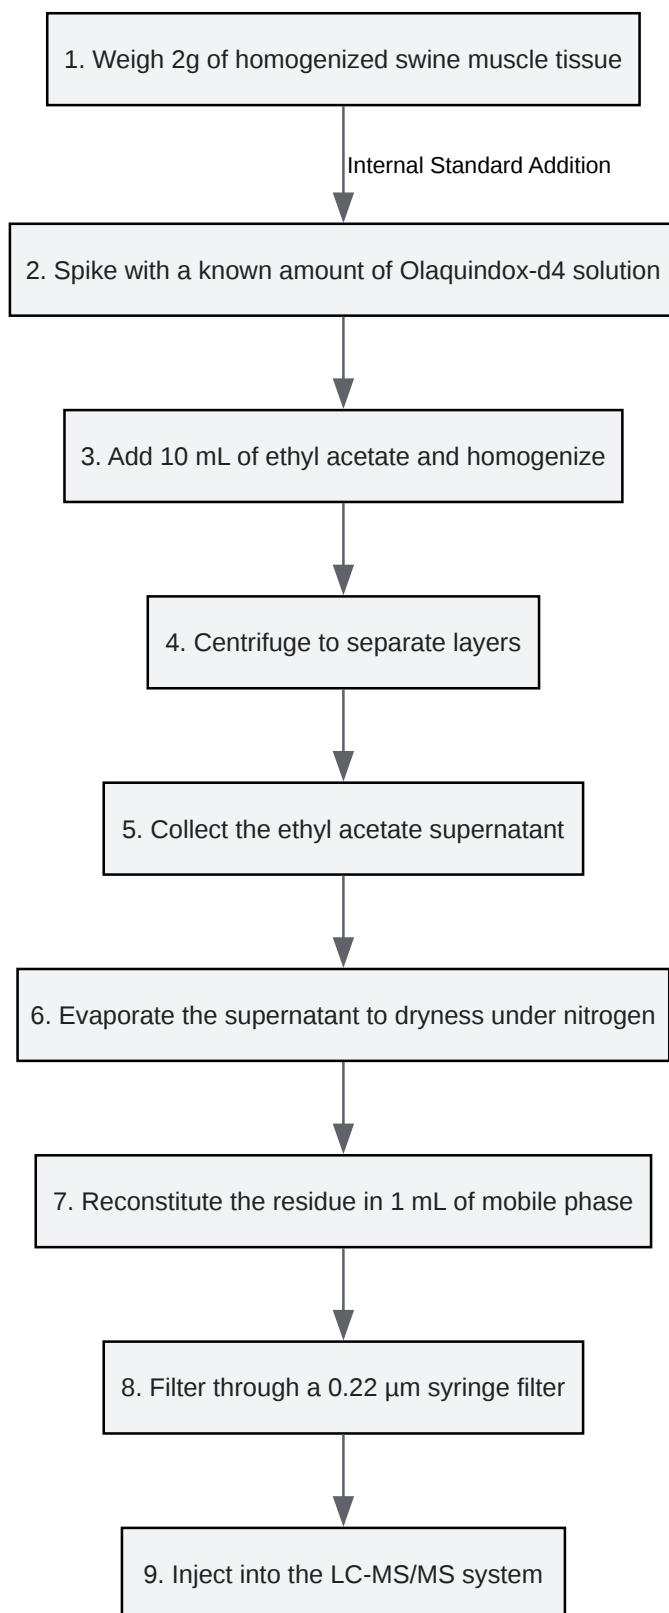 1. Weigh 2g of homogenized swine muscle tissue
Internal Standard Addition
2. Spike with a known amount of Olaquindox-d4 solution
3. Add 10 mL of ethyl acetate and homogenize
4. Centrifuge to separate layers
5. Collect the ethyl acetate supernatant
6. Evaporate the supernatant to dryness under nitrogen
7. Reconstitute the residue in 1 mL of mobile phase
8. Filter through a 0.22 µm syringe filter
9. Inject into the LC-MS/MS system